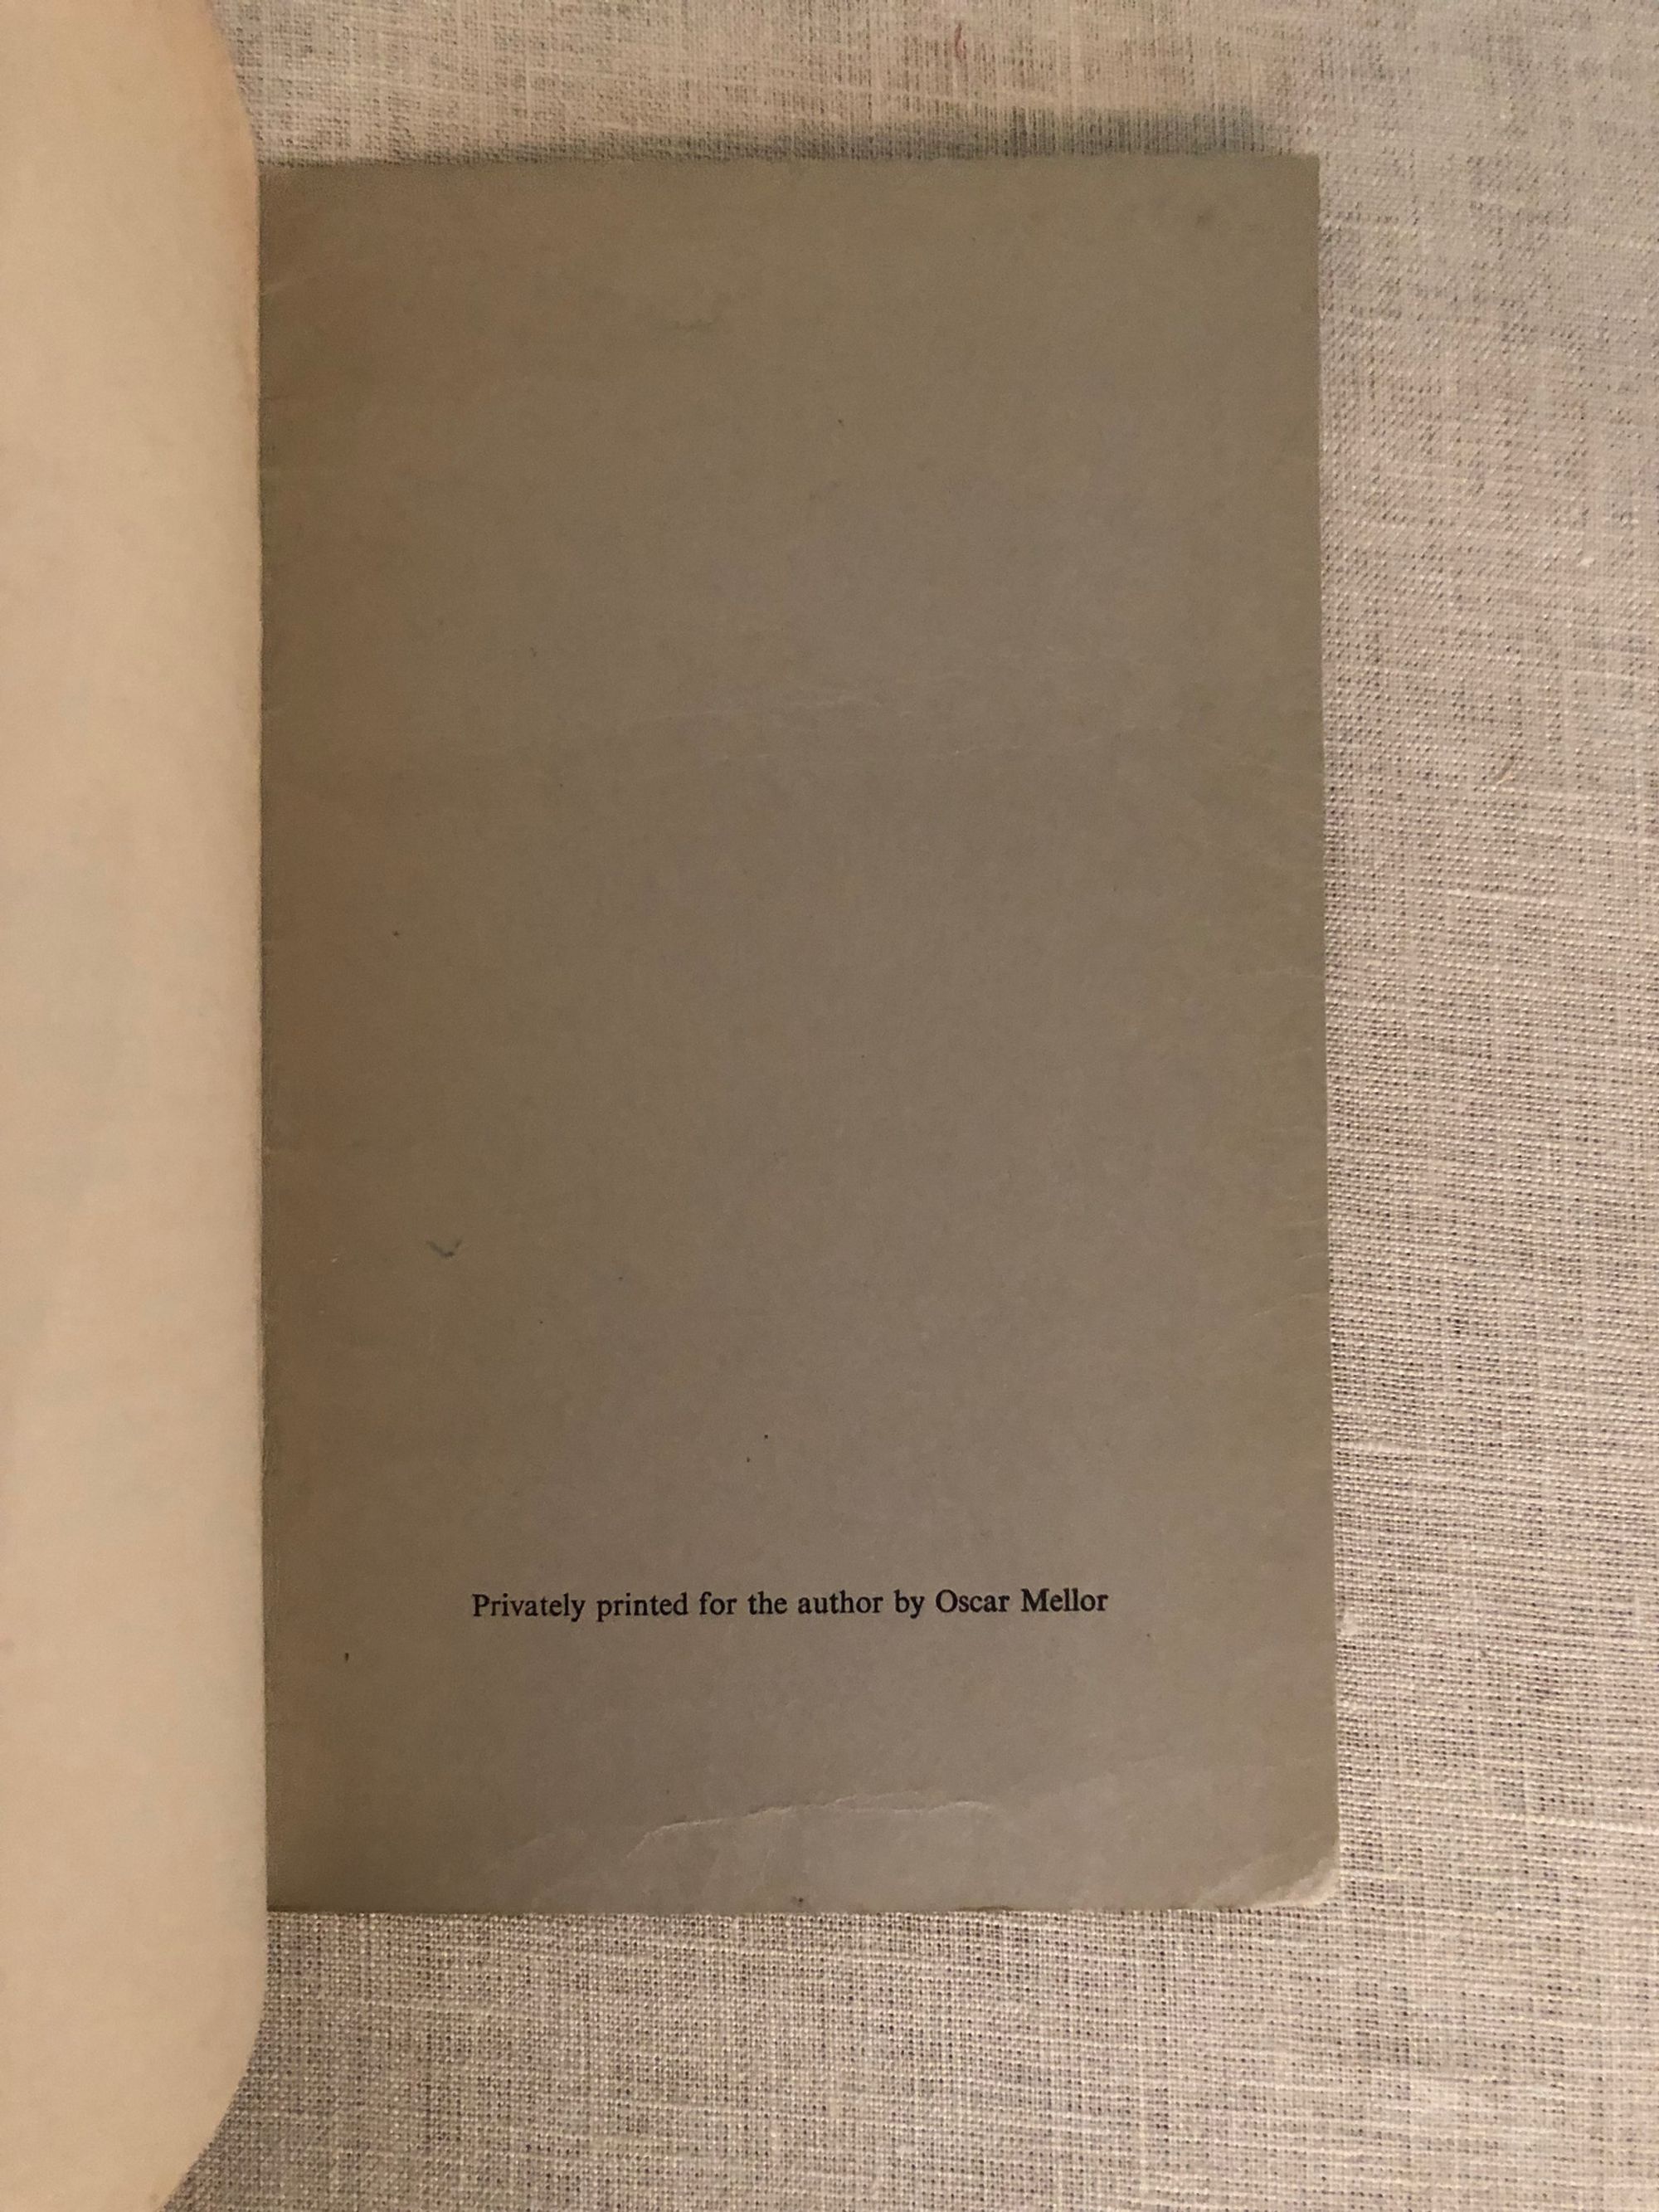 Privately printed for the author by Oscar Mellor